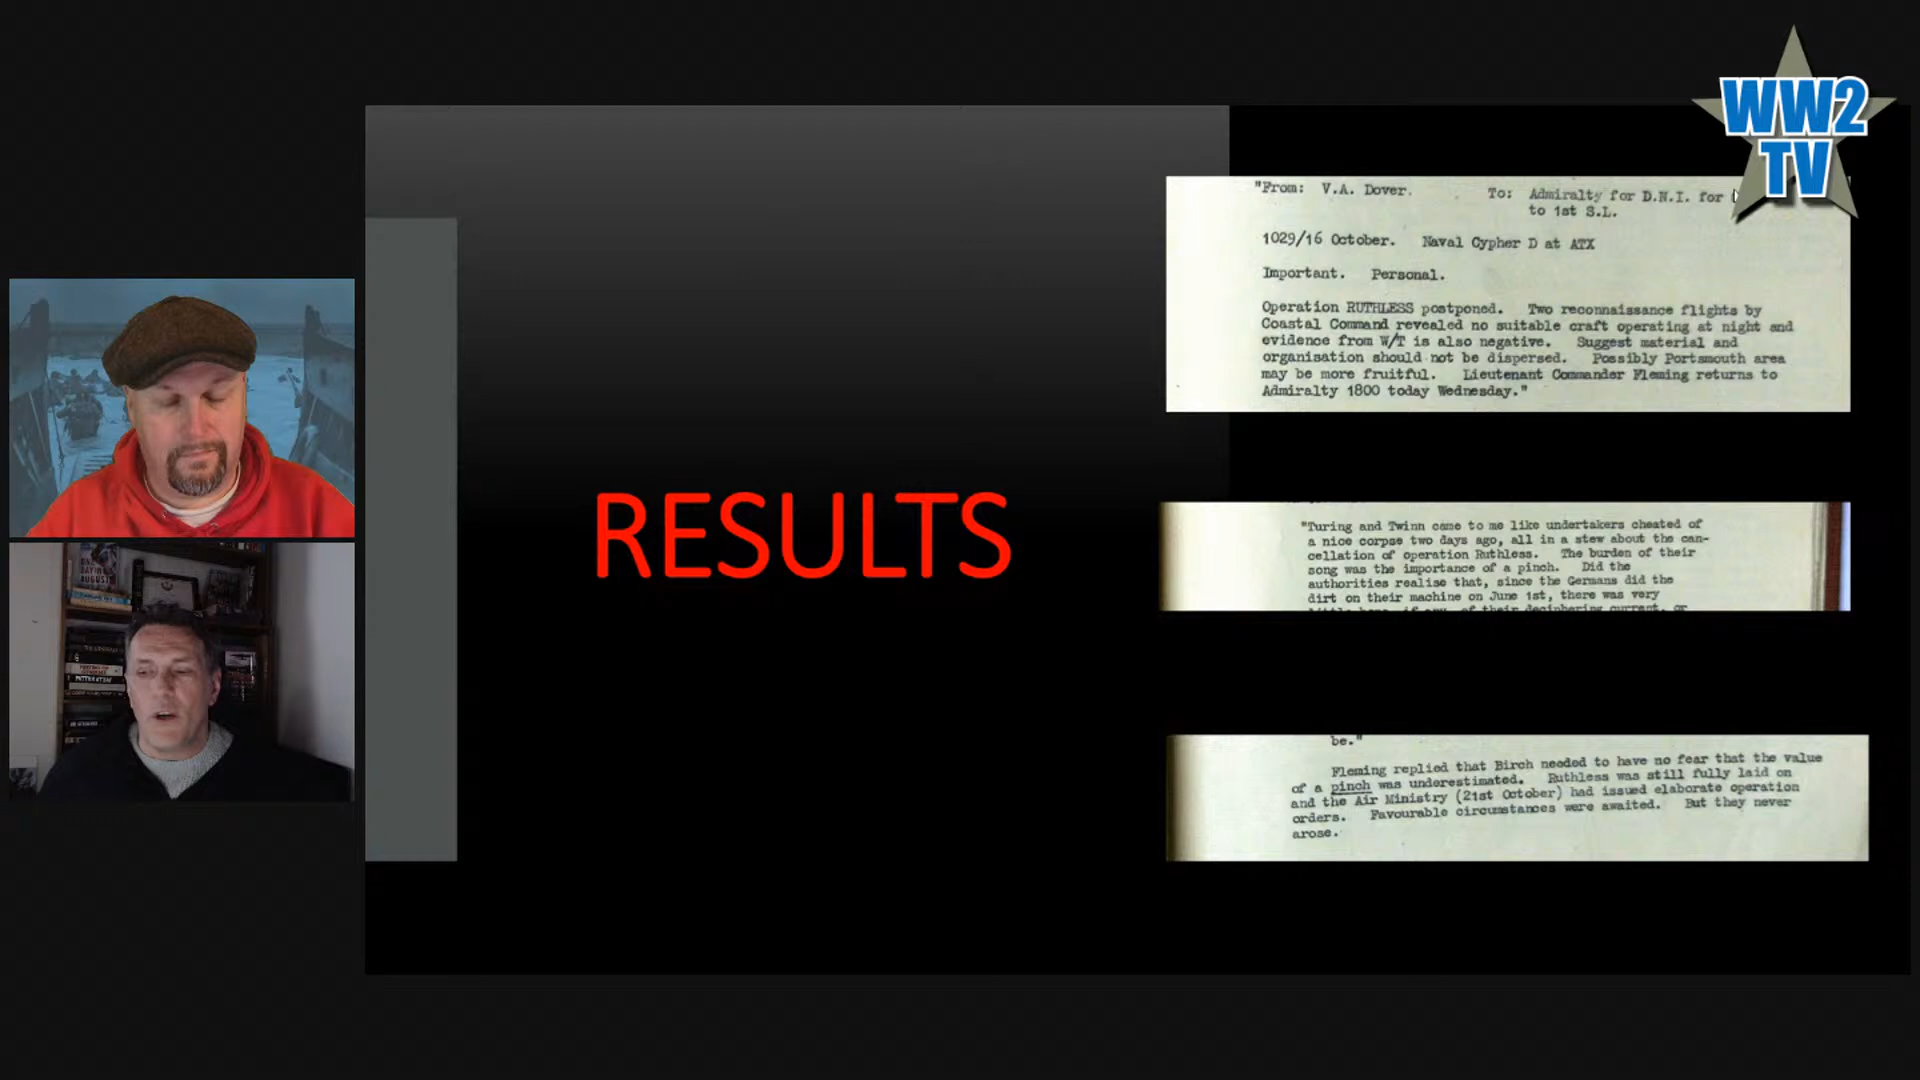 WW2
TV
"From: V.A. Dover. To: Admiralty for D.N.I. for
to 1st S.L.
1029/16 October. Naval Cypher D at ATX
Important. Personal.
Operation RUTHLESS postponed. Two reconnaissance flights by
Coastal Command revealed no suitable craft operating at night and
evidence from W/T is also negative. Suggest material and
organisation should not be dispersed. Possibly Portsmouth area
may be more fruitful. Lieutenant Commander Fleming returns to
Admiralty 1800 today Wednesday."
RESULTS
"Turing and Twinn came to me like undertakers cheated of
a nice corpse two days ago, all in a stew about the can-
cellation of operation Ruthless. The burden of their
song was the importance of a pinch. Did the
authorities realise that, since the Germans did the
dirt on their machine on June 1st, there was very
of their deciphering current, or
be."
Fleming replied that Birch needed to have no fear that the value
of a pinch was underestimated. Ruthless was still fully laid on
and the Air Ministry (21st October) had issued elaborate operation
orders. Favourable circumstances were awaited. But they never
arose.